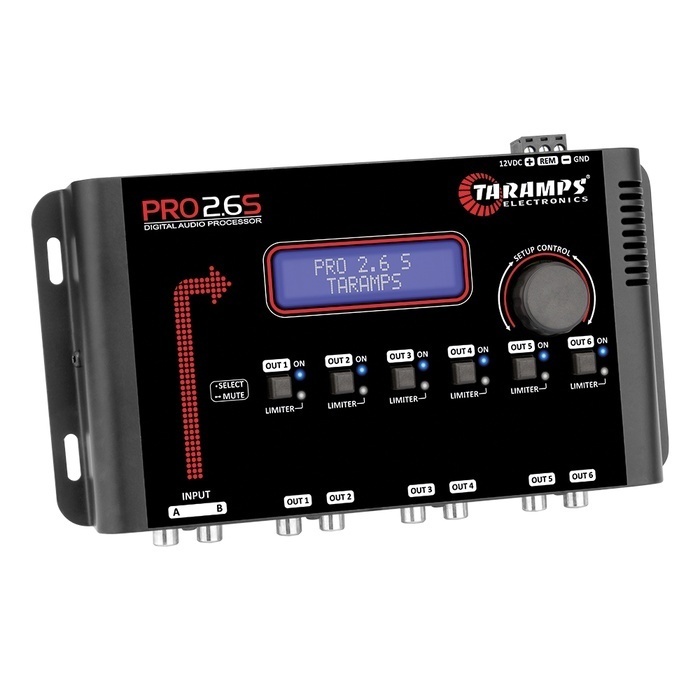 12VDC + REM - GND
TARAMPS®
ELECTRONICS
PRO 2.6S
DIGITAL AUDIO PROCESSOR
SETUP CONTROL
PRO 2.6 S
TARAMPS
OUT 1 ON
OUT 2 ON
OUT 3 ON
OUT 4 ON
OUT 5 ON
OUT 6 ON
• SELECT
•• MUTE
LIMITER
LIMITER
LIMITER
LIMITER
LIMITER
LIMITER
INPUT
A B
OUT 1
OUT 2
OUT 3
OUT 4
OUT 5
OUT 6